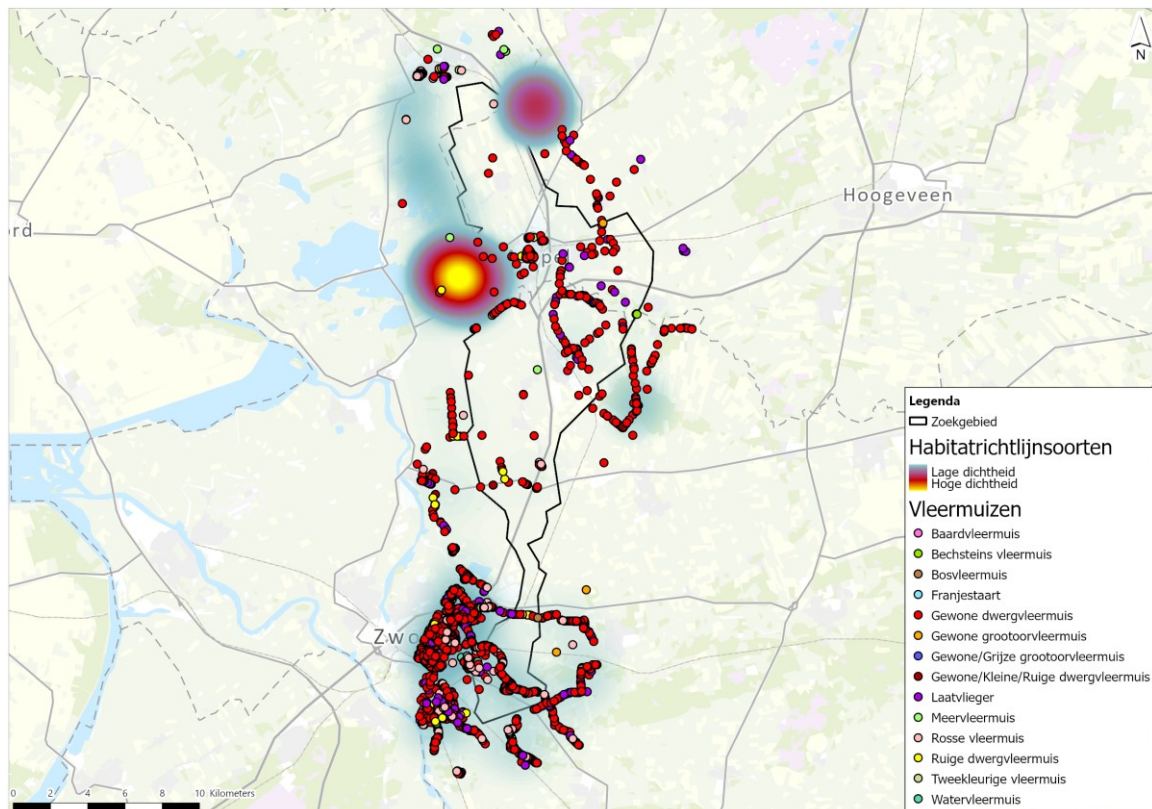 N
Hoogeveen
ord
pel
Zwo
Legenda
Zoekgebied
Habitatrichtlijnsoorten
Lage dichtheid
Hoge dichtheid
Vleermuizen
Baardvleermuis
Bechsteins vleermuis
Bosvleermuis
Franjestaart
Gewone dwergvleermuis
Gewone grootoorvleermuis
Gewone/Grijze grootoorvleermuis
Gewone/Kleine/Ruige dwergvleermuis
Laatvlieger
Meervleermuis
Rosse vleermuis
Ruige dwergvleermuis
Tweekleurige vleermuis
Watervleermuis
0 2 4 6 8 10 Kilometers